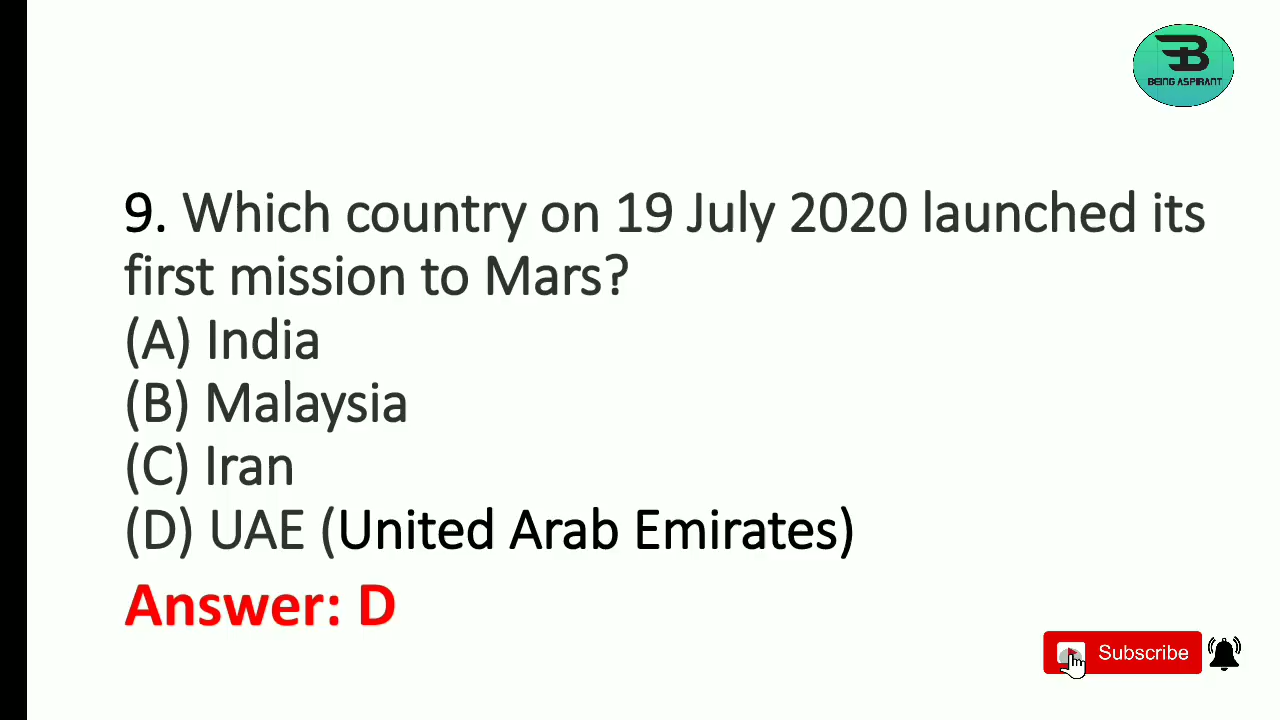 BEING ASPIRANT
9. Which country on 19 July 2020 launched its
first mission to Mars?
(A) India
(B) Malaysia
(C) Iran
(D) UAE (United Arab Emirates)
Answer: D
Subscribe